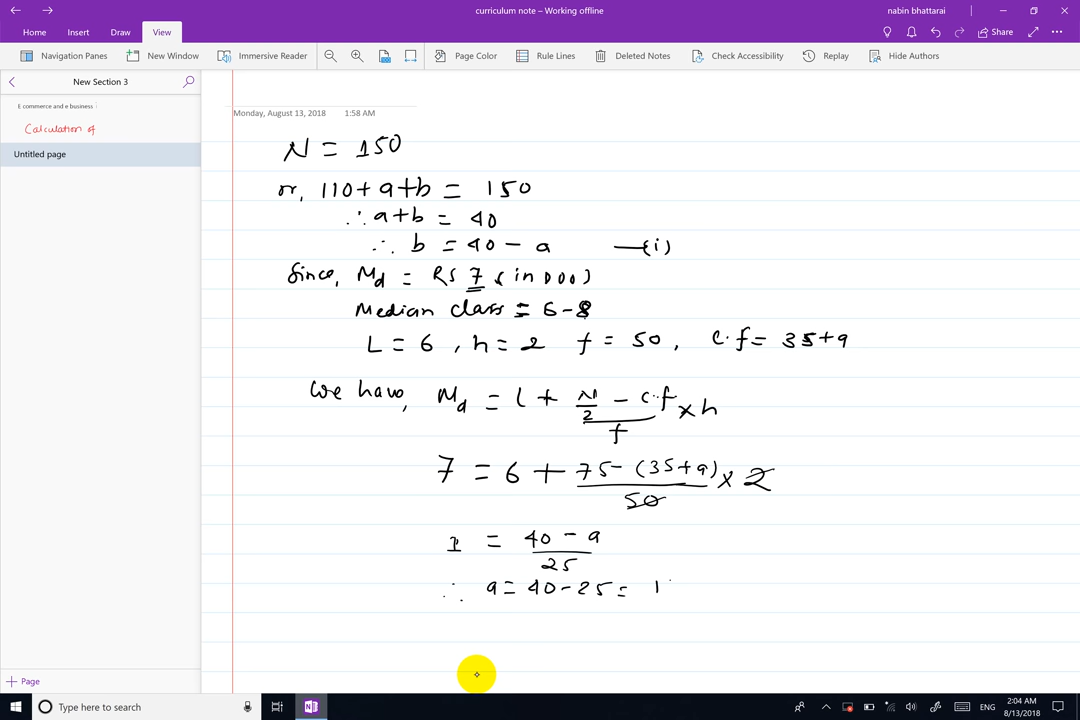 curriculum note – Working offline
nabin bhattarai
Home Insert Draw View
Share
Navigation Panes New Window Immersive Reader Page Color Rule Lines Deleted Notes Check Accessibility Replay Hide Authors
New Section 3
E commerce and e business
Calculation of
Untitled page
Monday, August 13, 2018 1:58 AM
N = 150
or, 110 + a + b = 150
∴ a + b = 40
∴ b = 40 - a —(i)
Since, Md = RS 7 (in 000)
Median class = 6 - 8
L = 6, h = 2 f = 50, c.f = 35 + a
We have, Md = L + N/2 - c.f / f × h
7 = 6 + 75 - (35 + a) / 50 × 2
1 = 40 - a / 25
∴ a = 40 - 25 = 1
Page
Type here to search
ENG
2:04 AM
8/13/2018